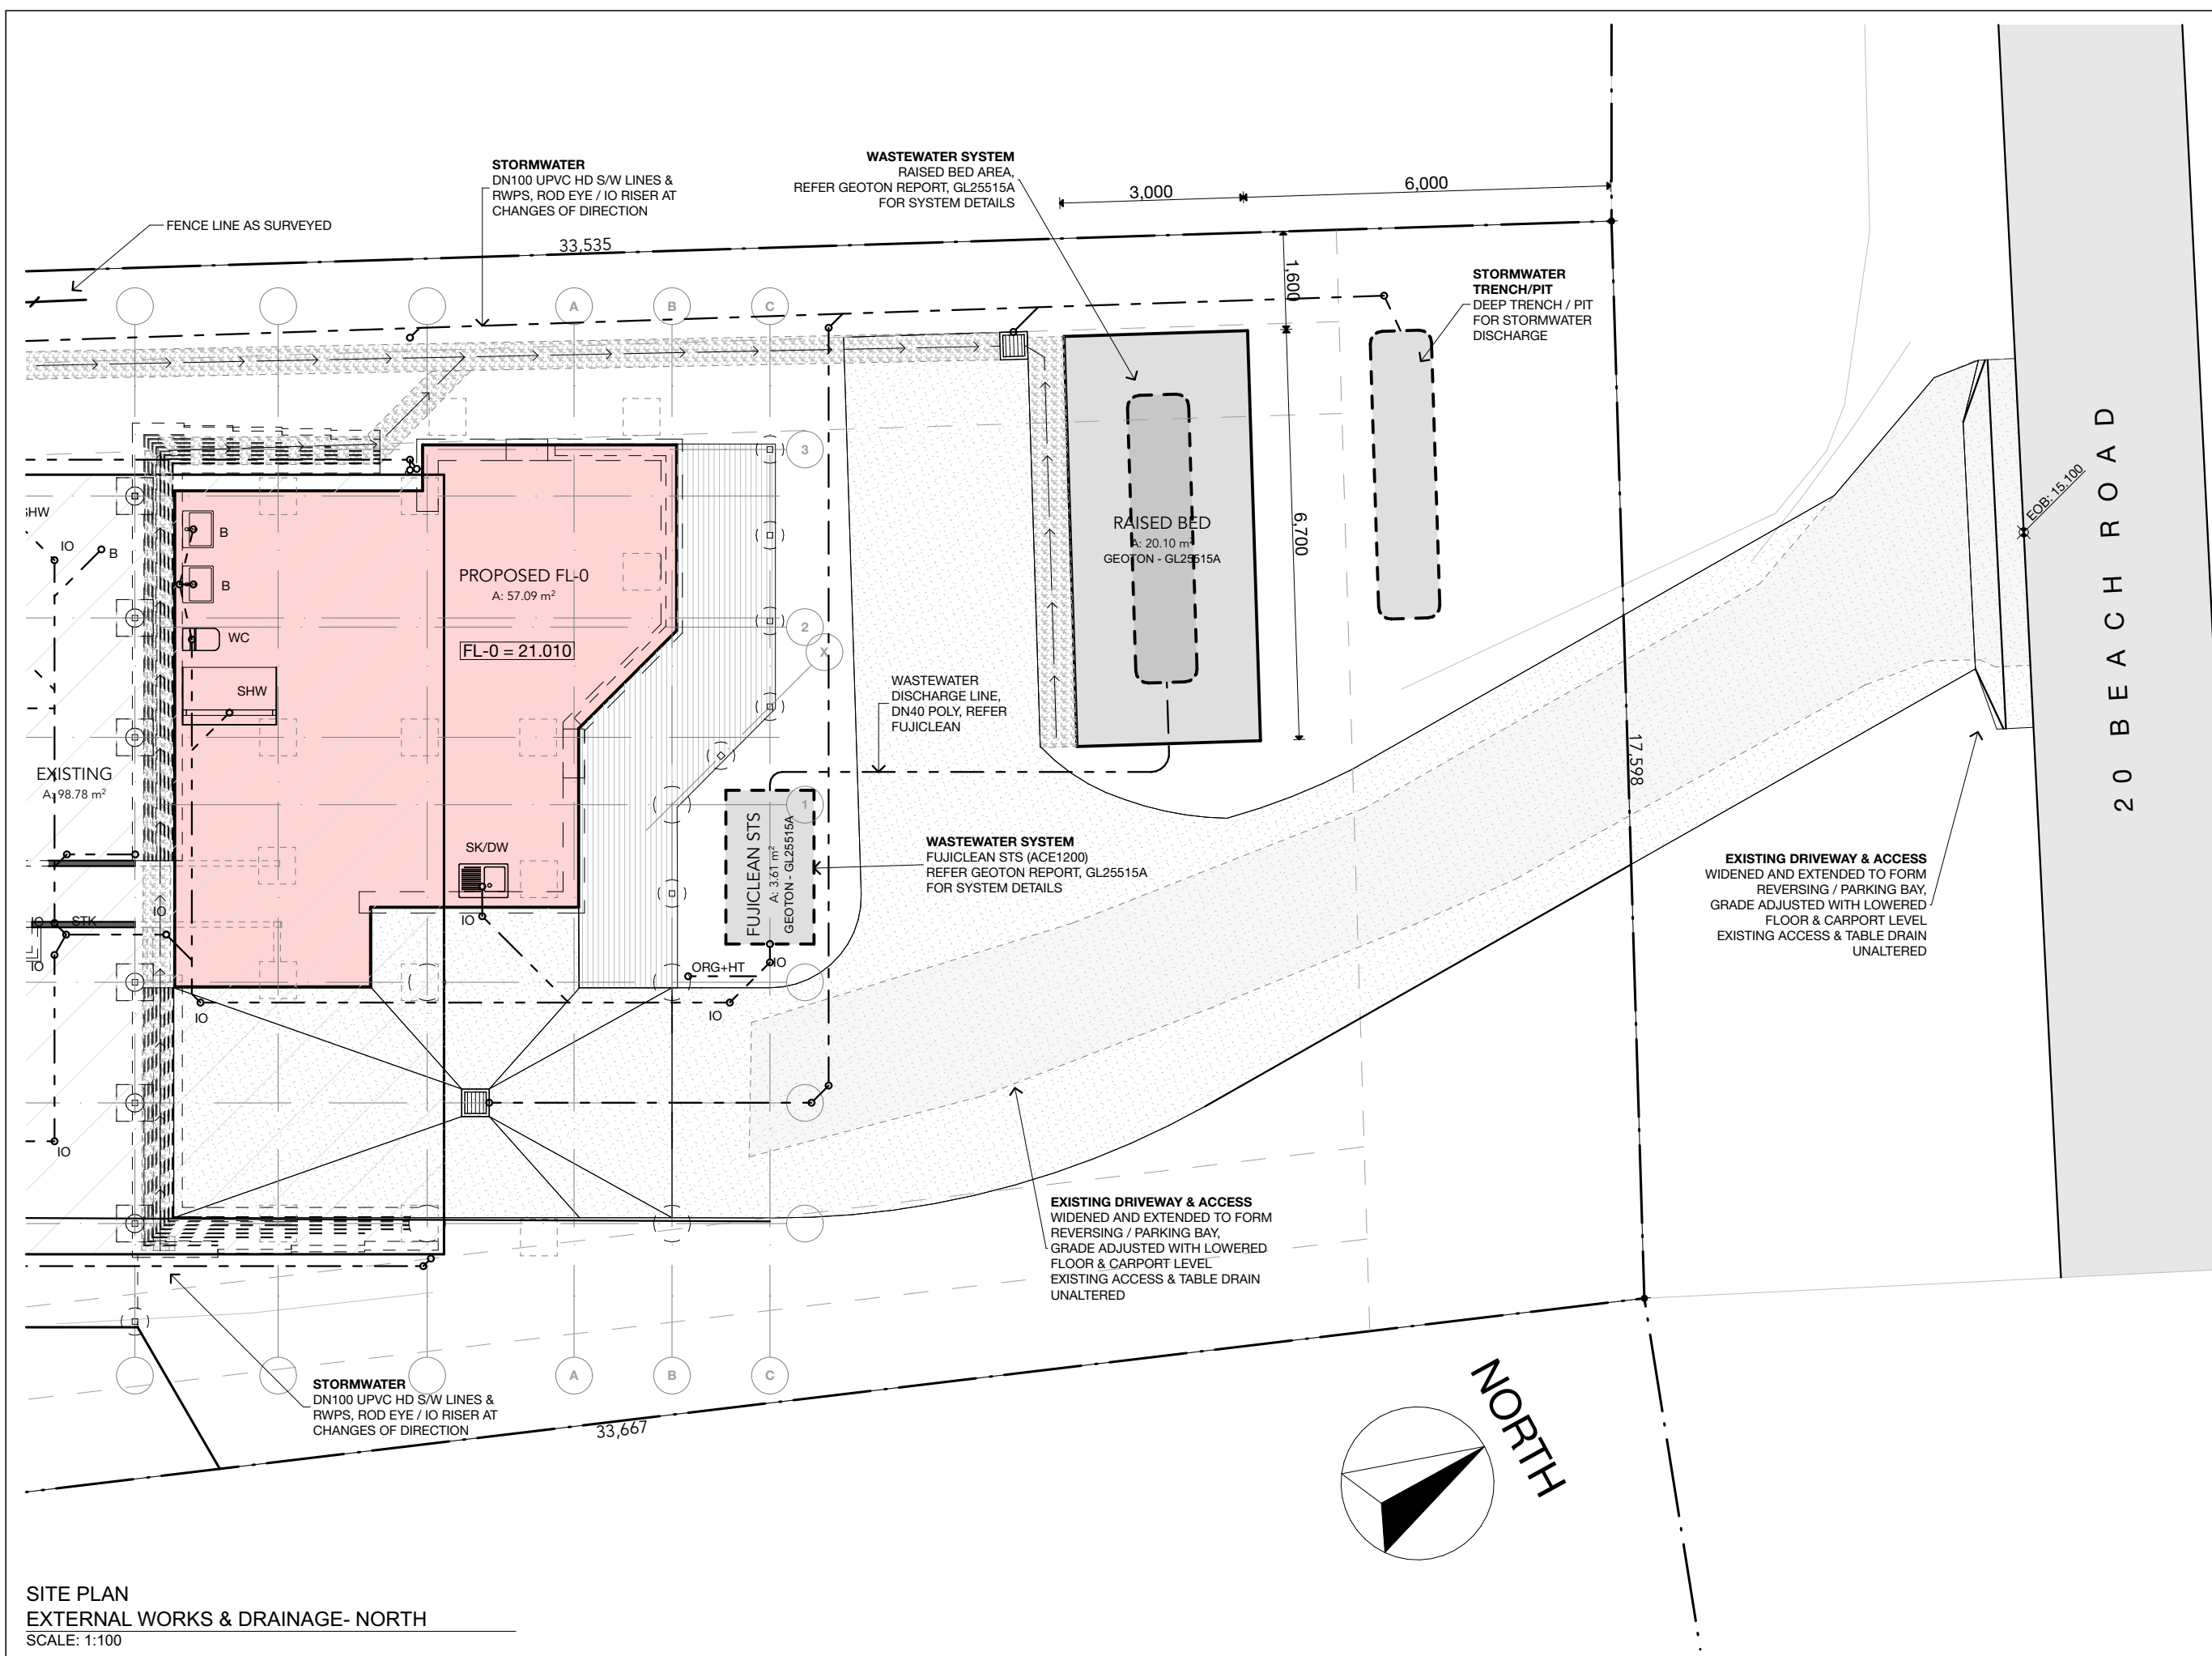 STORMWATER
DN100 UPVC HD S/W LINES &
RWPS, ROD EYE / IO RISER AT
CHANGES OF DIRECTION
WASTEWATER SYSTEM
RAISED BED AREA,
REFER GEOTON REPORT, GL25515A
FOR SYSTEM DETAILS
3,000
6,000
FENCE LINE AS SURVEYED
33,535
1,600
STORMWATER
TRENCH/PIT
DEEP TRENCH / PIT
FOR STORMWATER
DISCHARGE
A
B
C
3
2
X
1
SHW
IO
B
B
B
WC
SHW
PROPOSED FL-0
A: 57.09 m²
FL-0 = 21.010
RAISED BED
A: 20.10 m²
GEOTON - GL25515A
6,700
EOB: 15.100
20 BEACH ROAD
WASTEWATER
DISCHARGE LINE,
DN40 POLY, REFER
FUJICLEAN
17,598
EXISTING
A: 98.78 m²
SK/DW
IO
FUJICLEAN STS
A: 3.61 m²
GEOTON - GL25515A
WASTEWATER SYSTEM
FUJICLEAN STS (ACE1200)
REFER GEOTON REPORT, GL25515A
FOR SYSTEM DETAILS
EXISTING DRIVEWAY & ACCESS
WIDENED AND EXTENDED TO FORM
REVERSING / PARKING BAY,
GRADE ADJUSTED WITH LOWERED
FLOOR & CARPORT LEVEL
EXISTING ACCESS & TABLE DRAIN
UNALTERED
IO
IO
STK
IO
ORG+HT
IO
IO
IO
IO
EXISTING DRIVEWAY & ACCESS
WIDENED AND EXTENDED TO FORM
REVERSING / PARKING BAY,
GRADE ADJUSTED WITH LOWERED
FLOOR & CARPORT LEVEL
EXISTING ACCESS & TABLE DRAIN
UNALTERED
A
B
C
STORMWATER
DN100 UPVC HD S/W LINES &
RWPS, ROD EYE / IO RISER AT
CHANGES OF DIRECTION
33,667
NORTH
SITE PLAN
EXTERNAL WORKS & DRAINAGE- NORTH
SCALE: 1:100